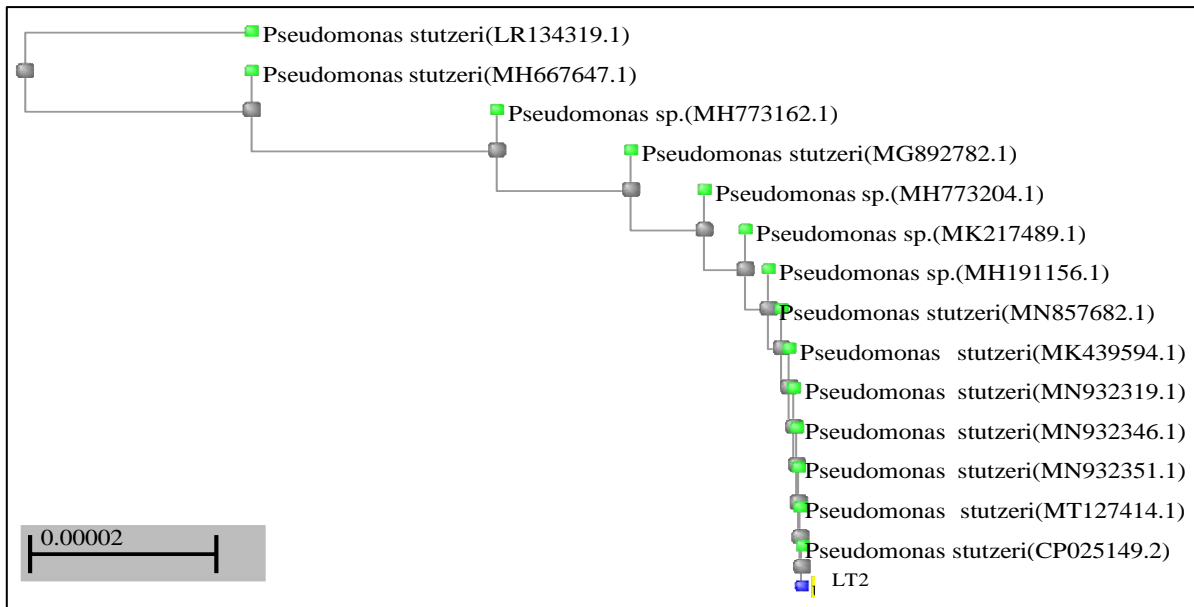 Pseudomonas stutzeri(LR134319.1)
Pseudomonas stutzeri(MH667647.1)
Pseudomonas sp.(MH773162.1)
Pseudomonas stutzeri(MG892782.1)
Pseudomonas sp.(MH773204.1)
Pseudomonas sp.(MK217489.1)
Pseudomonas sp.(MH191156.1)
Pseudomonas stutzeri(MN857682.1)
Pseudomonas stutzeri(MK439594.1)
Pseudomonas stutzeri(MN932319.1)
Pseudomonas stutzeri(MN932346.1)
Pseudomonas stutzeri(MN932351.1)
Pseudomonas stutzeri(MT127414.1)
Pseudomonas stutzeri(CP025149.2)
LT2
0.00002